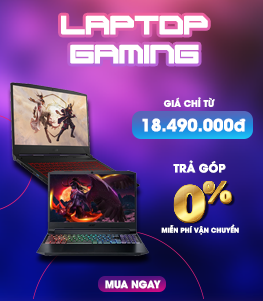 LAPTOP
GAMING
GIÁ CHỈ TỪ
18.490.000đ
TRẢ GÓP
0%
MIỄN PHÍ VẬN CHUYỂN
MUA NGAY